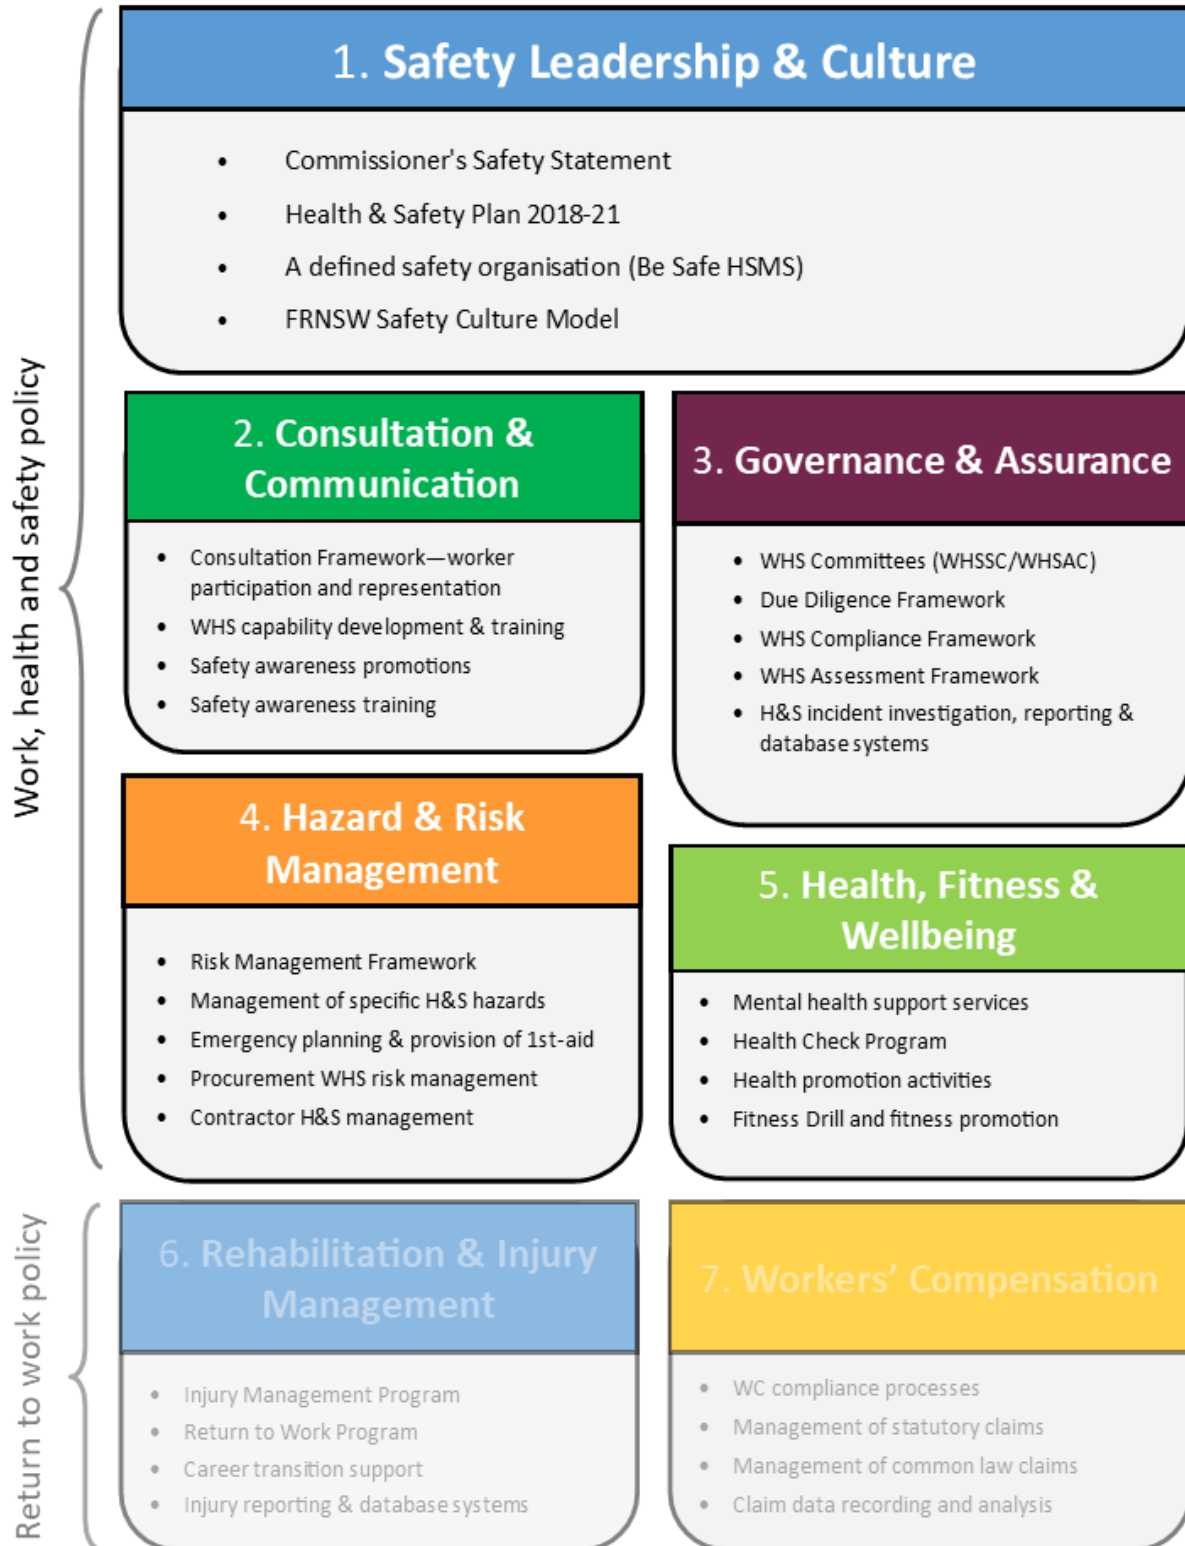 Work, health and safety policy
1. Safety Leadership & Culture
• Commissioner's Safety Statement
• Health & Safety Plan 2018-21
• A defined safety organisation (Be Safe HSMS)
• FRNSW Safety Culture Model
2. Consultation &
Communication
• Consultation Framework—worker
participation and representation
• WHS capability development & training
• Safety awareness promotions
• Safety awareness training
3. Governance & Assurance
• WHS Committees (WHSSC/WHSAC)
• Due Diligence Framework
• WHS Compliance Framework
• WHS Assessment Framework
• H&S incident investigation, reporting &
database systems
4. Hazard & Risk
Management
• Risk Management Framework
• Management of specific H&S hazards
• Emergency planning & provision of 1st-aid
• Procurement WHS risk management
• Contractor H&S management
5. Health, Fitness &
Wellbeing
• Mental health support services
• Health Check Program
• Health promotion activities
• Fitness Drill and fitness promotion
Return to work policy
6. Rehabilitation & Injury
Management
• Injury Management Program
• Return to Work Program
• Career transition support
• Injury reporting & database systems
7. Workers' Compensation
• WC compliance processes
• Management of statutory claims
• Management of common law claims
• Claim data recording and analysis